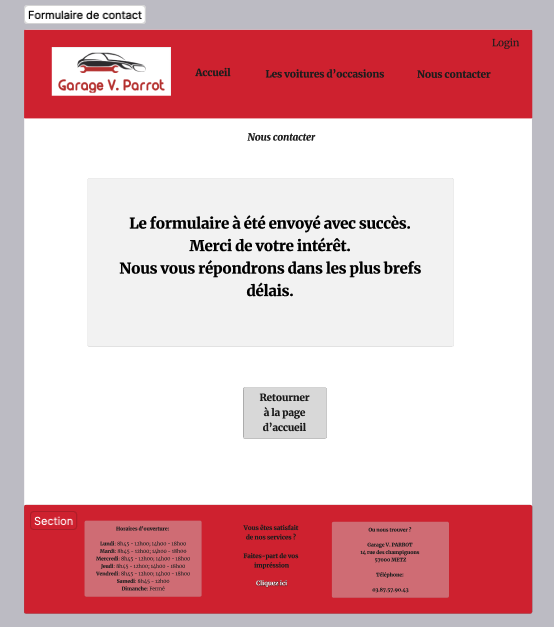 Formulaire de contact
Login
Garage V. Parrot
Accueil
Les voitures d'occasions
Nous contacter
Nous contacter
Le formulaire à été envoyé avec succès.
Merci de votre intérêt.
Nous vous répondrons dans les plus brefs
délais.
Retourner
à la page
d'accueil
Section
Horaires d'ouverture:
Lundi: 8h45 - 12h00; 14h00 - 18h00
Mardi: 8h45 - 12h00; 14h00 - 18h00
Mercredi: 8h45 - 12h00; 14h00 - 18h00
Jeudi: 8h45 - 12h00; 14h00 - 18h00
Vendredi: 8h45 - 12h00; 14h00 - 18h00
Samedi: 8h45 - 12h00
Dimanche: Fermé
Vous êtes satisfait
de nos services ?
Faites-part de vos
impréssion
Cliquez ici
Ou nous trouver ?
Garage V. PARROT
14 rue des champignons
57000 METZ
Téléphone:
03.87.57.90.43